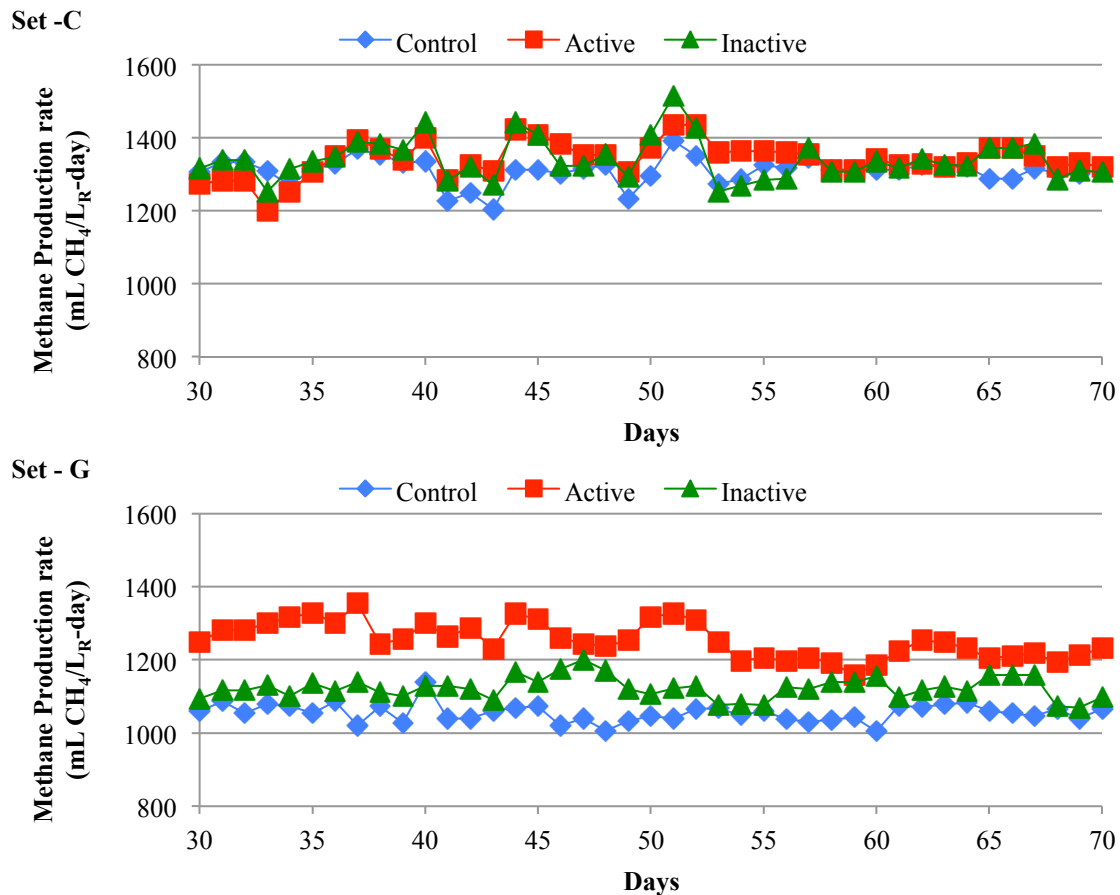 Set -C
Control Active Inactive
Methane Production rate
(mL CH₄/L_R-day)
1600
1400
1200
1000
800
30 35 40 45 50 55 60 65 70
Days
Set - G
Control Active Inactive
Methane Production rate
(mL CH₄/L_R-day)
1600
1400
1200
1000
800
30 35 40 45 50 55 60 65 70
Days